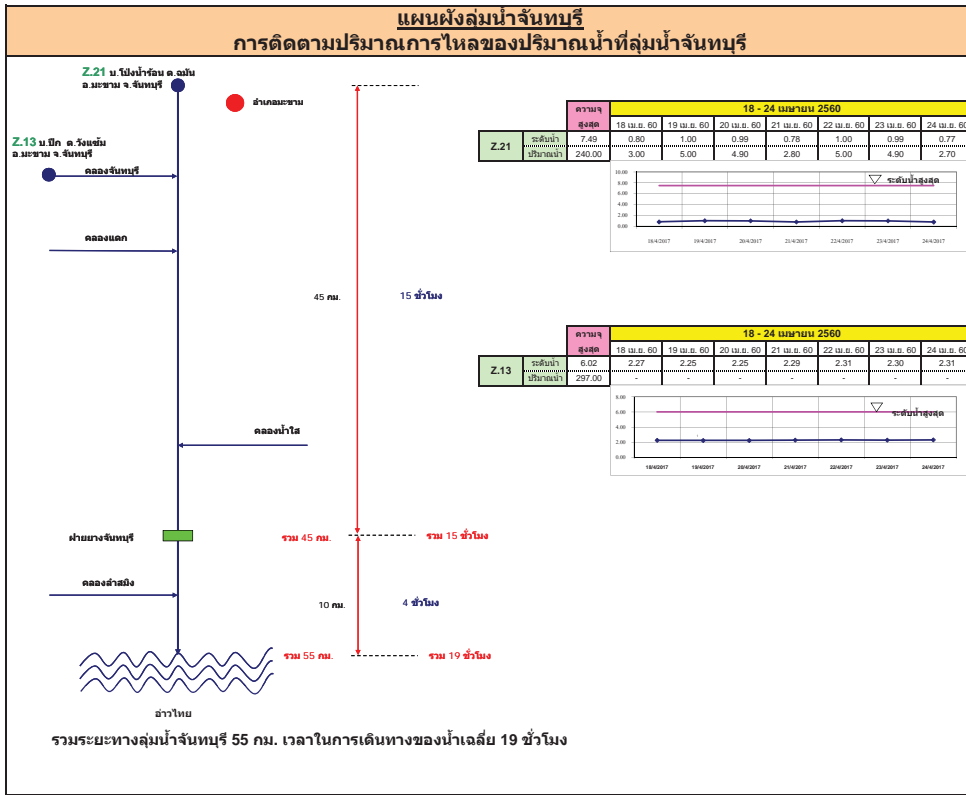 แผนผังลุ่มน้ำจันทบุรี
การติดตามปริมาณการไหลของปริมาณน้ำที่ลุ่มน้ำจันทบุรี
Z.21 บ.โป่งน้ำร้อน ต.ฉมัน
อ.มะขาม จ.จันทบุรี
อำเภอมะขาม
Z.13 บ.ปึก ต.วังแซ้ม
อ.มะขาม จ.จันทบุรี
คลองจันทบุรี
คลองแตก
45 กม. 15 ชั่วโมง
คลองน้ำใส
ฝายยางจันทบุรี รวม 45 กม. รวม 15 ชั่วโมง
คลองลำสมิง
10 กม. 4 ชั่วโมง
รวม 55 กม. รวม 19 ชั่วโมง
อ่าวไทย
รวมระยะทางลุ่มน้ำจันทบุรี 55 กม. เวลาในการเดินทางของน้ำเฉลี่ย 19 ชั่วโมง
ความจุ 18 - 24 เมษายน 2560
สูงสุด 18 เม.ย. 60 19 เม.ย. 60 20 เม.ย. 60 21 เม.ย. 60 22 เม.ย. 60 23 เม.ย. 60 24 เม.ย. 60
Z.21 ระดับน้ำ 7.49 0.80 1.00 0.99 0.78 1.00 0.99 0.77
ปริมาณน้ำ 240.00 3.00 5.00 4.90 2.80 5.00 4.90 2.70
10.00
8.00
6.00
4.00
2.00
0.00
ระดับน้ำสูงสุด
18/4/2017 19/4/2017 20/4/2017 21/4/2017 22/4/2017 23/4/2017 24/4/2017
ความจุ 18 - 24 เมษายน 2560
สูงสุด 18 เม.ย. 60 19 เม.ย. 60 20 เม.ย. 60 21 เม.ย. 60 22 เม.ย. 60 23 เม.ย. 60 24 เม.ย. 60
Z.13 ระดับน้ำ 6.02 2.27 2.25 2.25 2.29 2.31 2.30 2.31
ปริมาณน้ำ 297.00 - - - - - - -
8.00
6.00
4.00
2.00
0.00
ระดับน้ำสูงสุด
18/4/2017 19/4/2017 20/4/2017 21/4/2017 22/4/2017 23/4/2017 24/4/2017